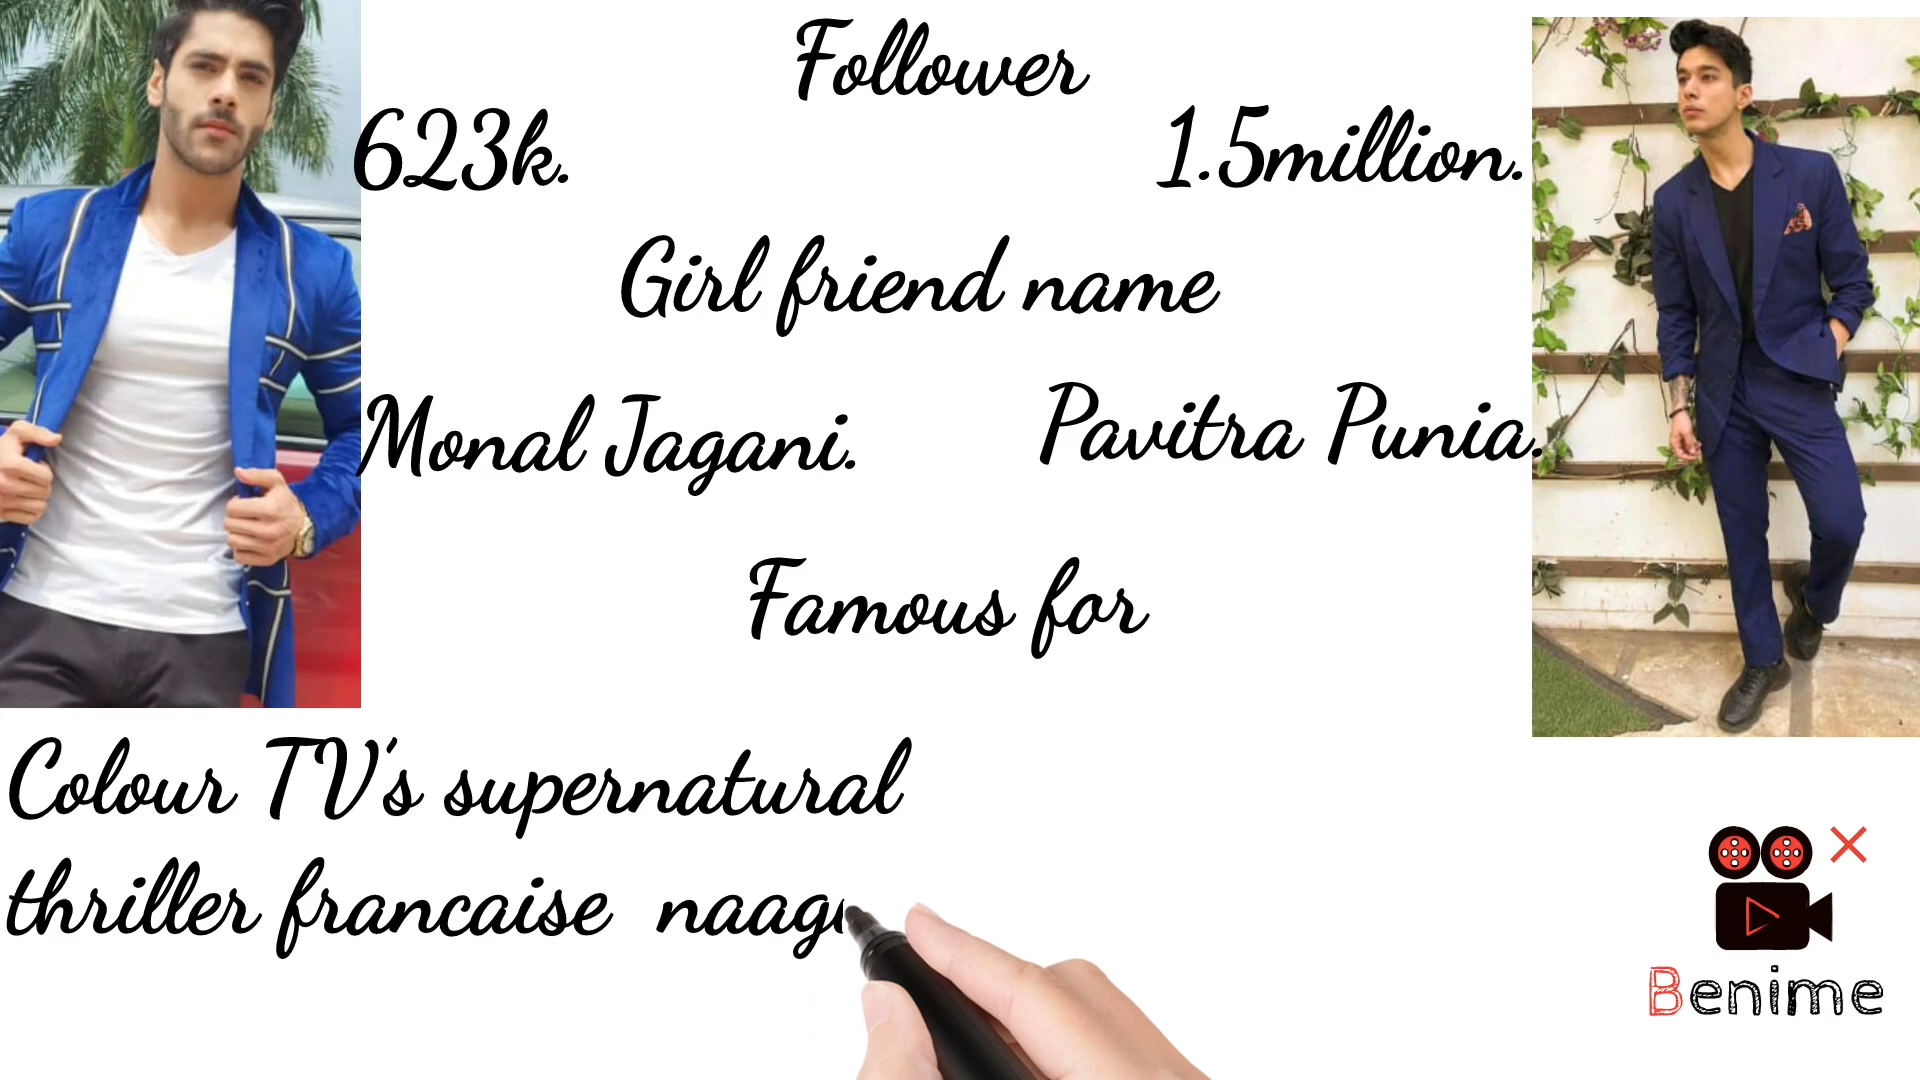 Follower
623k.
1.5million.
Girl friend name
Monal Jagani.
Pavitra Punia.
Famous for
Colour TV's supernatural
thriller francaise naag
Benime